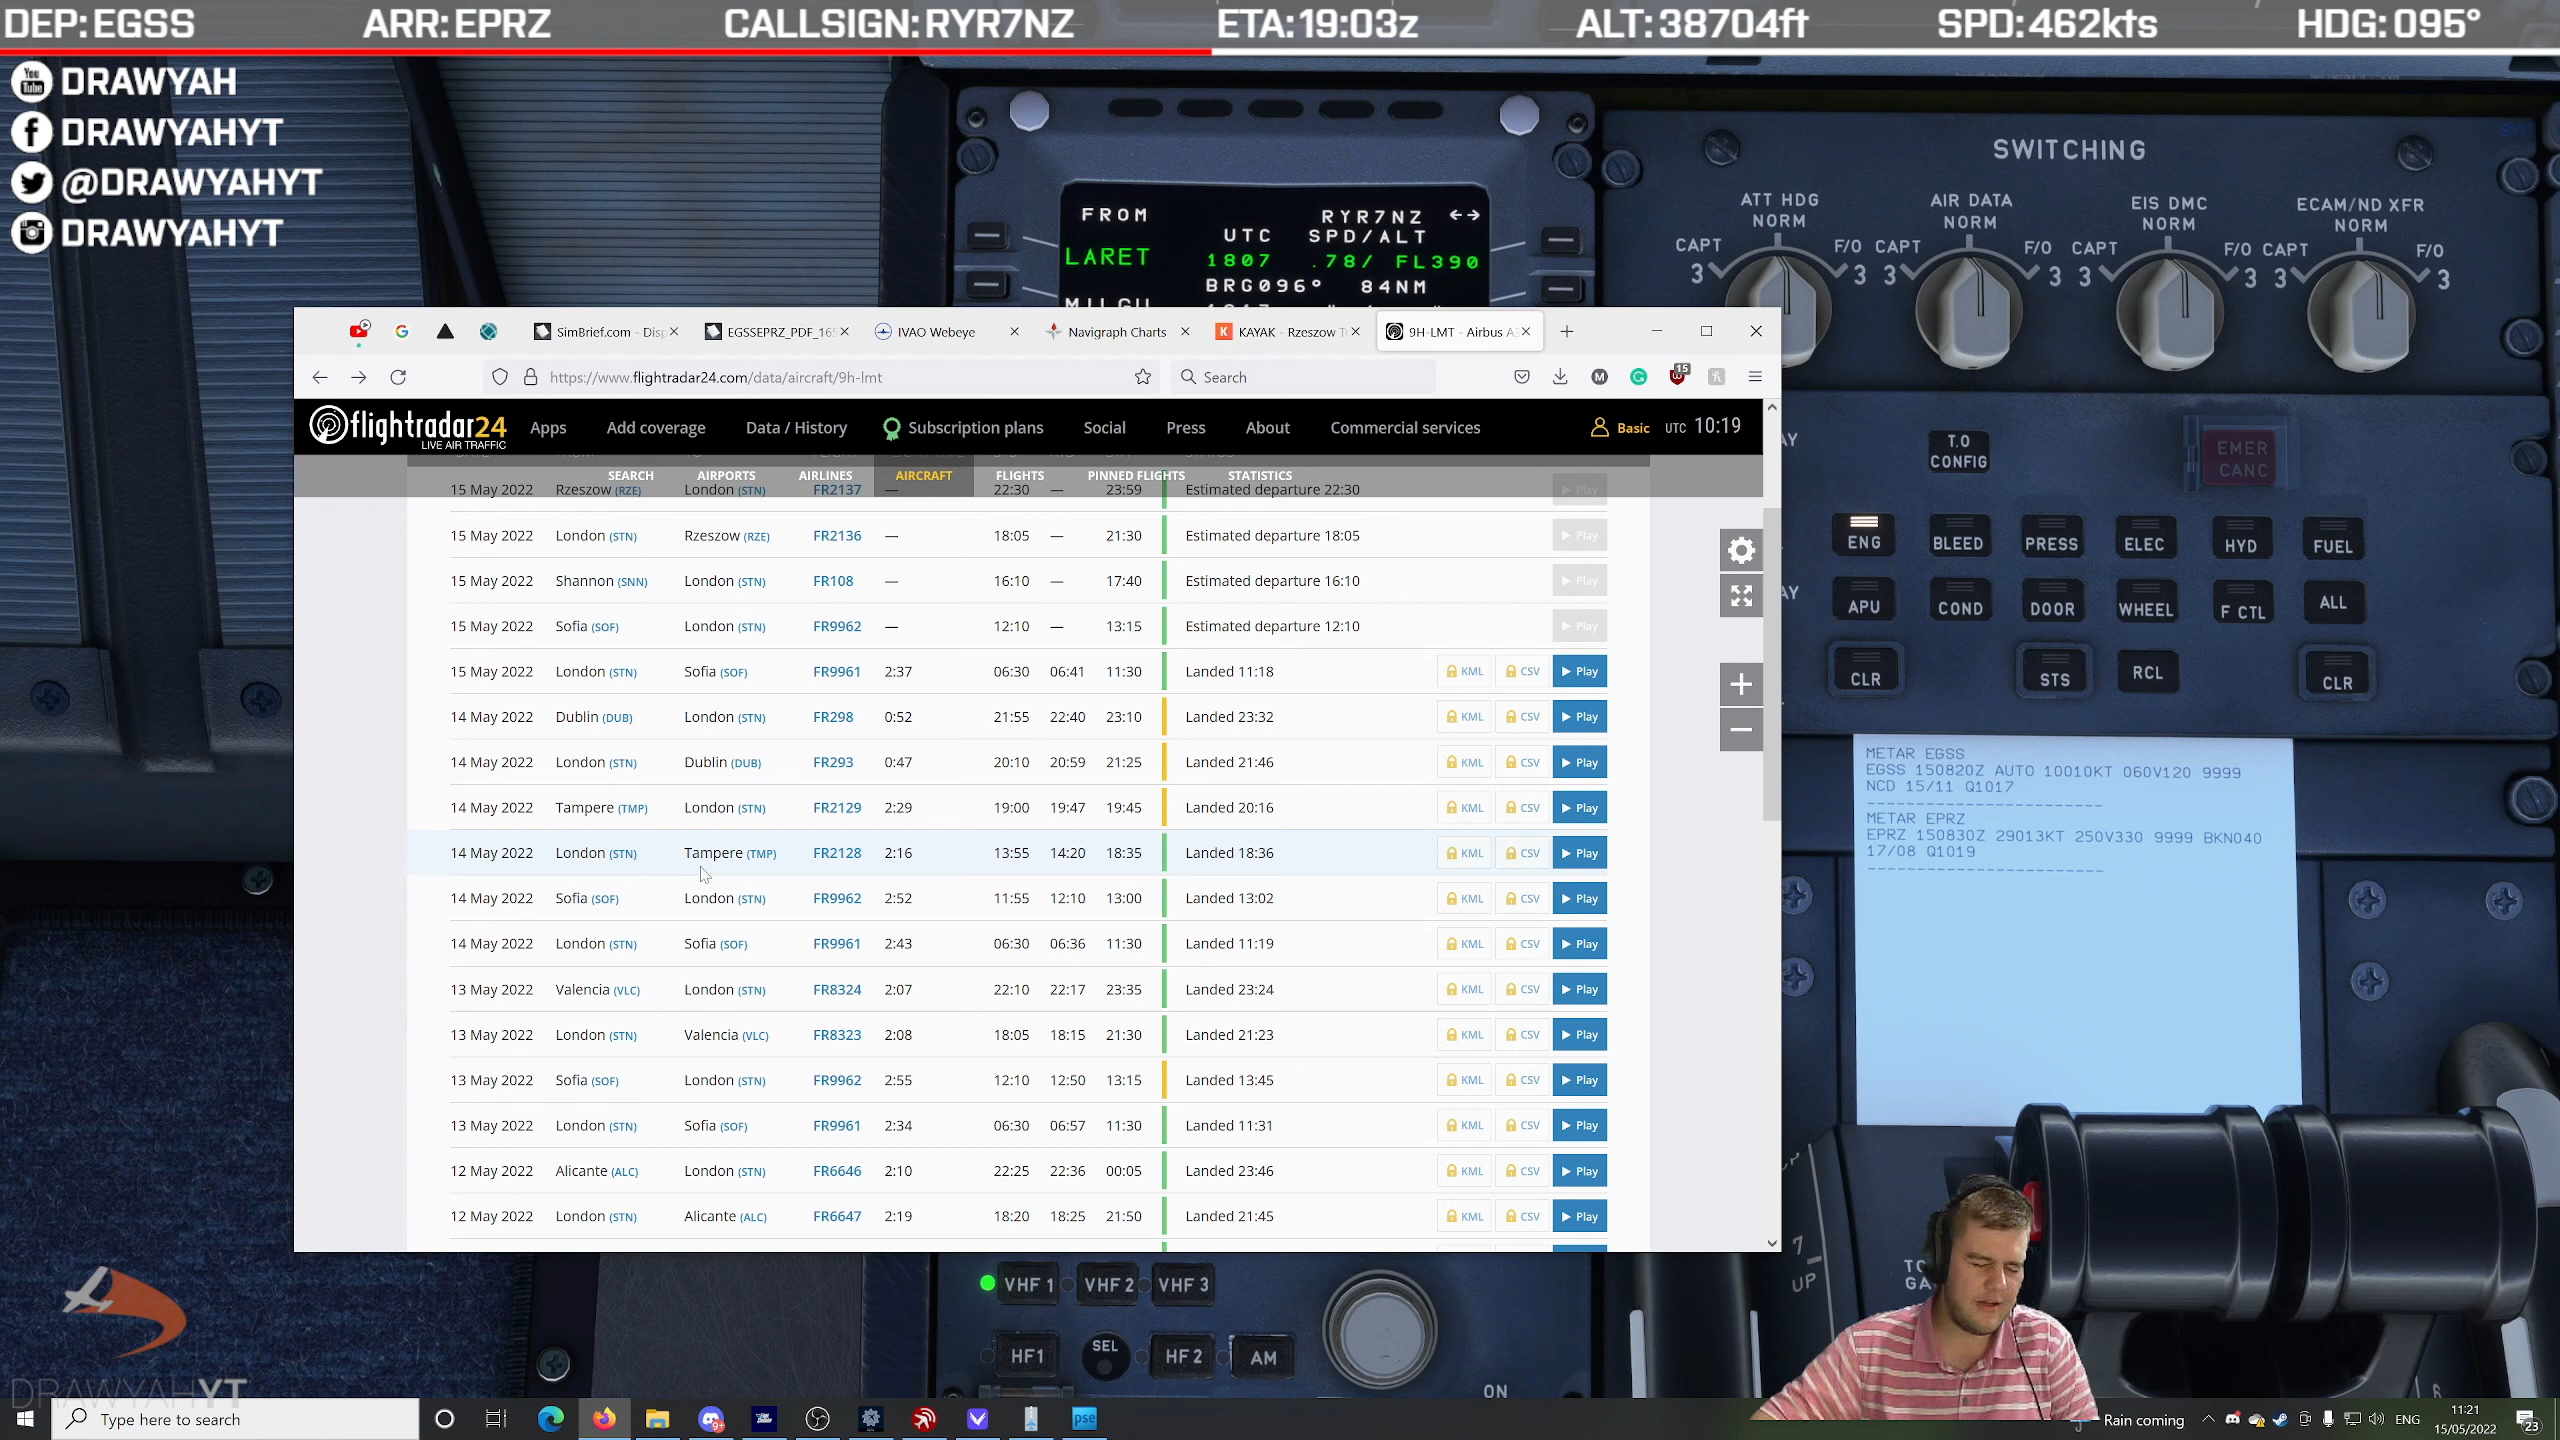 DEP: EGSS ARR: EPRZ CALLSIGN: RYR7NZ ETA: 19:03z ALT: 38704ft SPD: 462kts HDG: 095°
You Tube DRAWYAH
DRAWYAHYT
@DRAWYAHYT
DRAWYAHYT
FROM RYR7NZ
UTC SPD/ALT
LARET 1807 .78/ FL390
BRG096° 84NM
SWITCHING
ATT HDG AIR DATA EIS DMC ECAM/ND XFR
NORM NORM NORM NORM
CAPT F/O CAPT F/O CAPT F/O CAPT F/O
3 3 3 3 3 3 3 3
SimBrief.com - Disp EGSSEPRZ_PDF_165 IVAO Webeye Navigraph Charts KAYAK - Rzeszow T 9H-LMT - Airbus A3
https://www.flightradar24.com/data/aircraft/9h-lmt Search 15
flightradar24 LIVE AIR TRAFFIC Apps Add coverage Data / History Subscription plans Social Press About Commercial services Basic UTC 10:19
SEARCH AIRPORTS AIRLINES AIRCRAFT FLIGHTS PINNED FLIGHTS STATISTICS
15 May 2022 Rzeszow (RZE) London (STN) FR2137 — 22:30 — 23:59 Estimated departure 22:30 Play
15 May 2022 London (STN) Rzeszow (RZE) FR2136 — 18:05 — 21:30 Estimated departure 18:05 Play
15 May 2022 Shannon (SNN) London (STN) FR108 — 16:10 — 17:40 Estimated departure 16:10 Play
15 May 2022 Sofia (SOF) London (STN) FR9962 — 12:10 — 13:15 Estimated departure 12:10 Play
15 May 2022 London (STN) Sofia (SOF) FR9961 2:37 06:30 06:41 11:30 Landed 11:18 KML CSV Play
14 May 2022 Dublin (DUB) London (STN) FR298 0:52 21:55 22:40 23:10 Landed 23:32 KML CSV Play
14 May 2022 London (STN) Dublin (DUB) FR293 0:47 20:10 20:59 21:25 Landed 21:46 KML CSV Play
14 May 2022 Tampere (TMP) London (STN) FR2129 2:29 19:00 19:47 19:45 Landed 20:16 KML CSV Play
14 May 2022 London (STN) Tampere (TMP) FR2128 2:16 13:55 14:20 18:35 Landed 18:36 KML CSV Play
14 May 2022 Sofia (SOF) London (STN) FR9962 2:52 11:55 12:10 13:00 Landed 13:02 KML CSV Play
14 May 2022 London (STN) Sofia (SOF) FR9961 2:43 06:30 06:36 11:30 Landed 11:19 KML CSV Play
13 May 2022 Valencia (VLC) London (STN) FR8324 2:07 22:10 22:17 23:35 Landed 23:24 KML CSV Play
13 May 2022 London (STN) Valencia (VLC) FR8323 2:08 18:05 18:15 21:30 Landed 21:23 KML CSV Play
13 May 2022 Sofia (SOF) London (STN) FR9962 2:55 12:10 12:50 13:15 Landed 13:45 KML CSV Play
13 May 2022 London (STN) Sofia (SOF) FR9961 2:34 06:30 06:57 11:30 Landed 11:31 KML CSV Play
12 May 2022 Alicante (ALC) London (STN) FR6646 2:10 22:25 22:36 00:05 Landed 23:46 KML CSV Play
12 May 2022 London (STN) Alicante (ALC) FR6647 2:19 18:20 18:25 21:50 Landed 21:45 KML CSV Play
T.O CONFIG
EMER CANC
ENG BLEED PRESS ELEC HYD FUEL
APU COND DOOR WHEEL F CTL ALL
CLR STS RCL CLR
METAR EGSS
EGSS 150820Z AUTO 10010KT 060V120 9999
NCD 15/11 Q1017
------------------------
METAR EPRZ
EPRZ 150830Z 29013KT 250V330 9999 BKN040
17/08 Q1019
------------------------
VHF 1 VHF 2 VHF 3
HF1 SEL HF 2 AM
ON
UP
DRAWYAHYT
Type here to search 9+ pse Rain coming ENG 11:21
15/05/2022 23